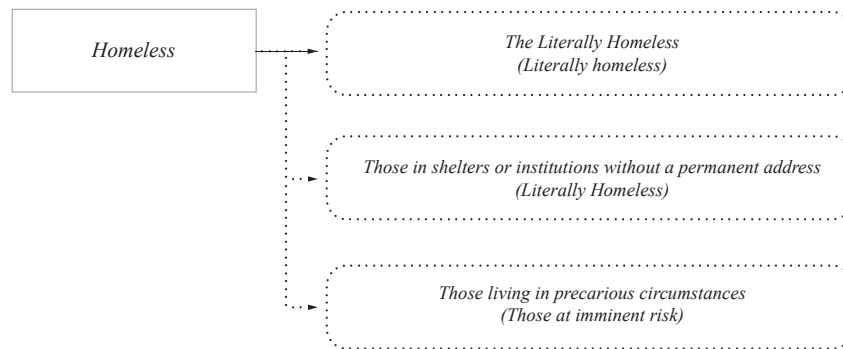 Homeless
The Literally Homeless
(Literally homeless)
Those in shelters or institutions without a permanent address
(Literally Homeless)
Those living in precarious circumstances
(Those at imminent risk)